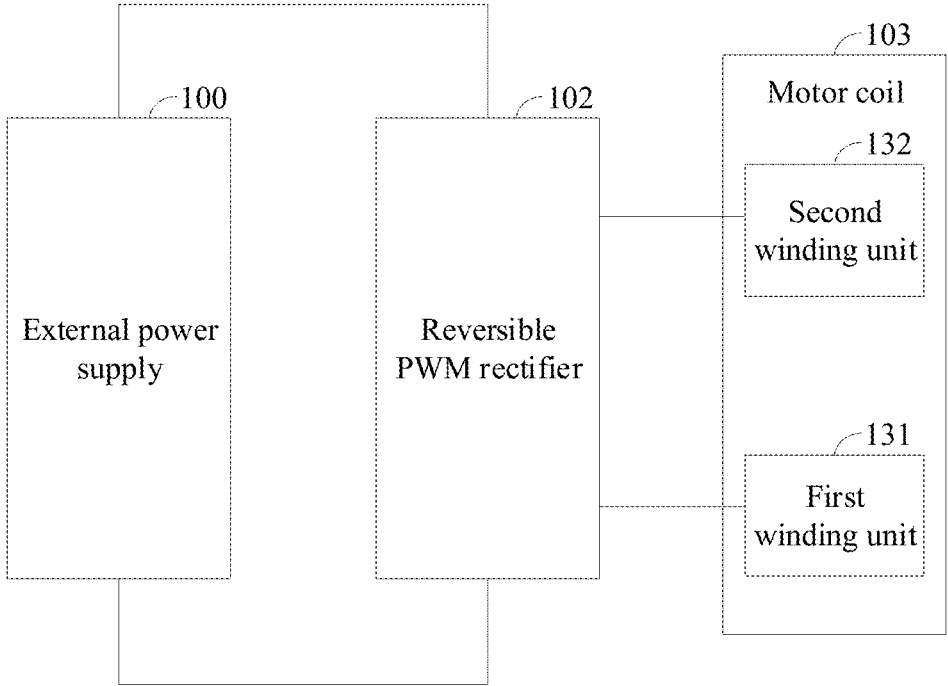 103
Motor coil
100
102
132
Second
winding unit
External power
supply
Reversible
PWM rectifier
131
First
winding unit